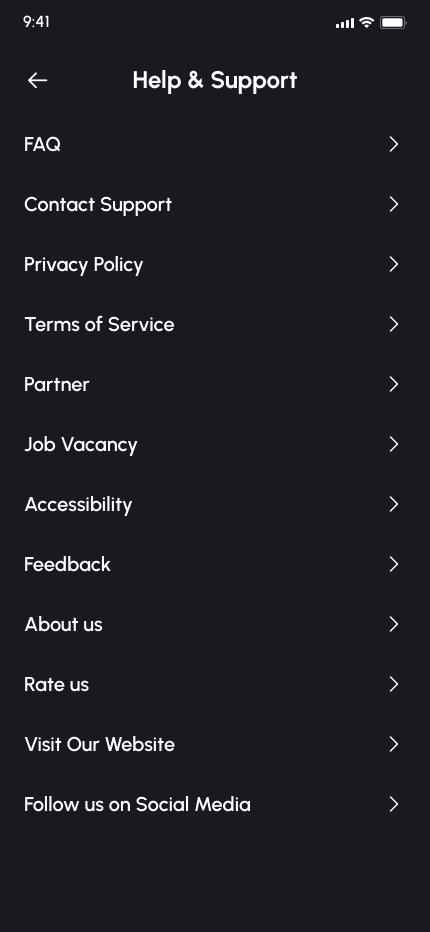 9:41
Help & Support
FAQ
Contact Support
Privacy Policy
Terms of Service
Partner
Job Vacancy
Accessibility
Feedback
About us
Rate us
Visit Our Website
Follow us on Social Media